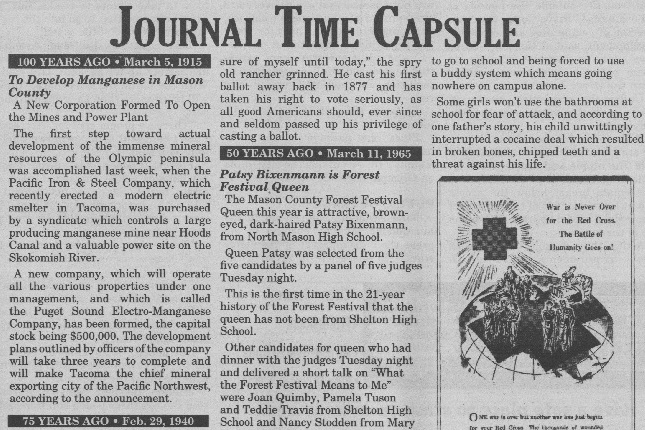 JOURNAL TIME CAPSULE
100 YEARS AGO • March 5, 1915
To Develop Manganese in Mason
County
A New Corporation Formed To Open
the Mines and Power Plant
The first step toward actual
development of the immense mineral
resources of the Olympic peninsula
was accomplished last week, when the
Pacific Iron & Steel Company, which
recently erected a modern electric
smelter in Tacoma, was purchased
by a syndicate which controls a large
producing manganese mine near Hoods
Canal and a valuable power site on the
Skokomish River.
A new company, which will operate
all the various properties under one
management, and which is called
the Puget Sound Electro-Manganese
Company, has been formed, the capital
stock being $500,000. The development
plans outlined by officers of the company
will take three years to complete and
will make Tacoma the chief mineral
exporting city of the Pacific Northwest,
according to the announcement.
75 YEARS AGO • Feb. 29, 1940
sure of myself until today," the spry
old rancher grinned. He cast his first
ballot away back in 1877 and has
taken his right to vote seriously, as
all good Americans should, ever since
and seldom passed up his privilege of
casting a ballot.
50 YEARS AGO • March 11, 1965
Patsy Bixenmann is Forest
Festival Queen
The Mason County Forest Festival
Queen this year is attractive, brown-
eyed, dark-haired Patsy Bixenmann,
from North Mason High School.
Queen Patsy was selected from the
five candidates by a panel of five judges
Tuesday night.
This is the first time in the 21-year
history of the Forest Festival that the
queen has not been from Shelton High
School.
Other candidates for queen who had
dinner with the judges Tuesday night
and delivered a short talk on "What
the Forest Festival Means to Me"
were Joan Quimby, Pamela Tuson
and Teddie Travis from Shelton High
School and Nancy Stodden from Mary
to go to school and being forced to use
a buddy system which means going
nowhere on campus alone.
Some girls won't use the bathrooms at
school for fear of attack, and according to
one father's story, his child unwittingly
interrupted a cocaine deal which resulted
in broken bones, chipped teeth and a
threat against his life.
War is Never Over
for the Red Cross.
The Battle of
Humanity Goes on!
ONE war is over but another war has just begun
for your Red Cross. The thousands of wounded